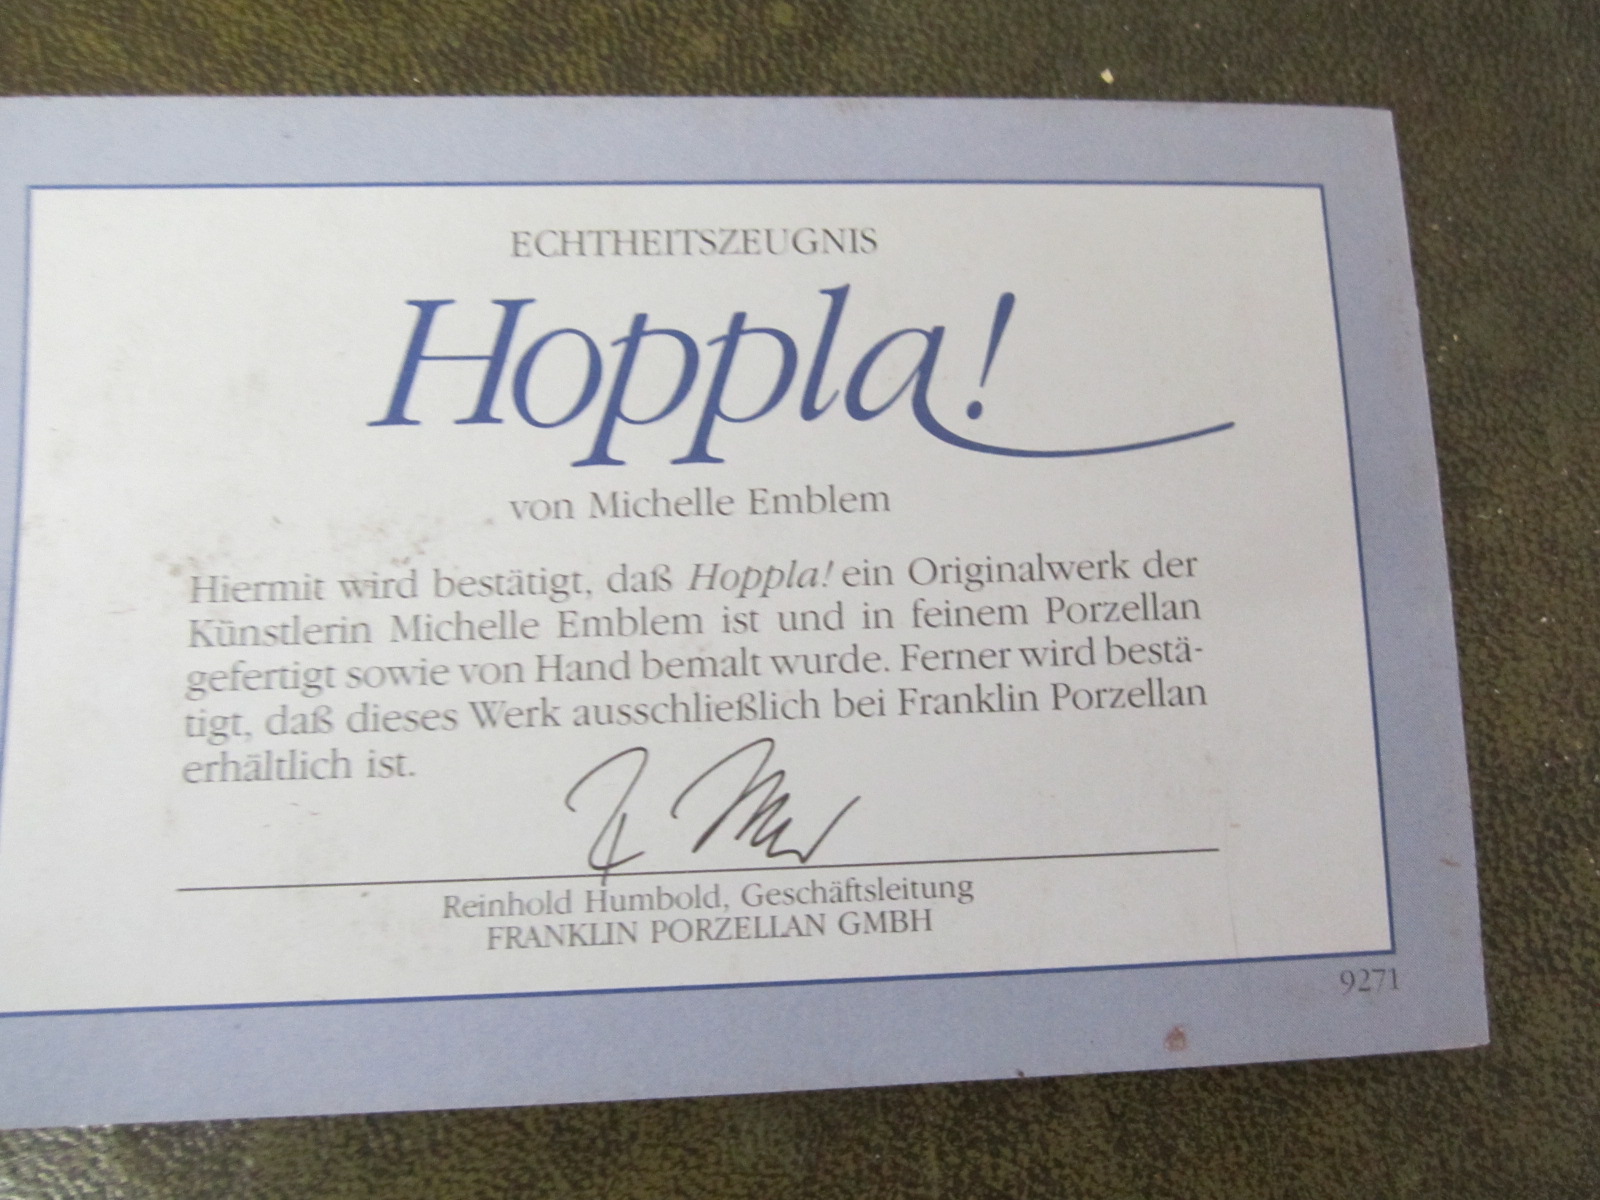 ECHTHEITSZEUGNIS
Hoppla!
von Michelle Emblem
Hiermit wird bestätigt, daß Hoppla! ein Originalwerk der
Künstlerin Michelle Emblem ist und in feinem Porzellan
gefertigt sowie von Hand bemalt wurde. Ferner wird bestä-
tigt, daß dieses Werk ausschließlich bei Franklin Porzellan
erhältlich ist.
Reinhold Humbold, Geschäftsleitung
FRANKLIN PORZELLAN GMBH
9271